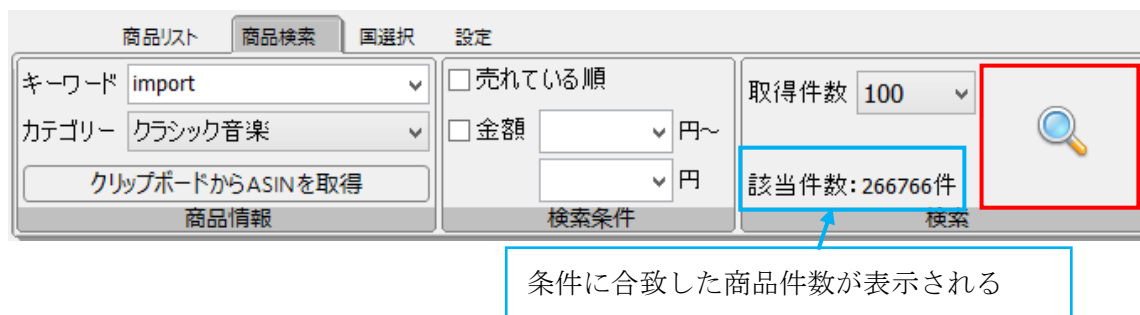 商品リスト 商品検索 国選択 設定
キーワード import
カテゴリー クラシック音楽
クリップボードからASINを取得
商品情報
売れている順
金額 円~
円
検索条件
取得件数 100
該当件数:266766件
検索
条件に合致した商品件数が表示される